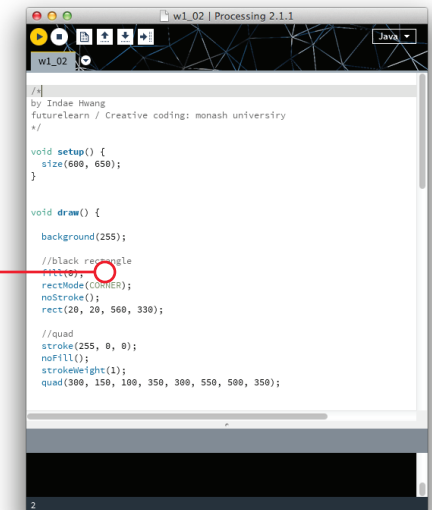 w1_02 | Processing 2.1.1
Java
w1_02
/*
by Indae Hwang
futurelearn / Creative coding: monash universiry
*/
void setup() {
size(600, 650);
}
void draw() {
background(255);
//black rectangle
fill(0);
rectMode(CORNER);
noStroke();
rect(20, 20, 560, 330);
//quad
stroke(255, 0, 0);
noFill();
strokeWeight(1);
quad(300, 150, 100, 350, 300, 550, 500, 350);
2